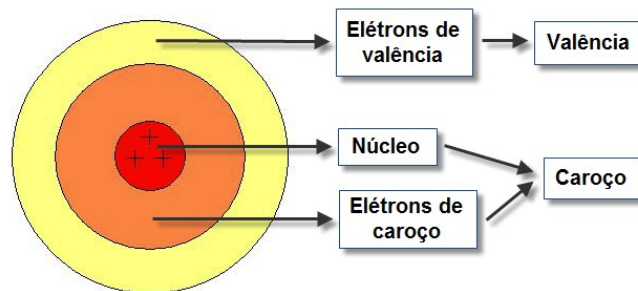 Elétrons de
valência
Valência
Núcleo
Caroço
Elétrons de
caroço